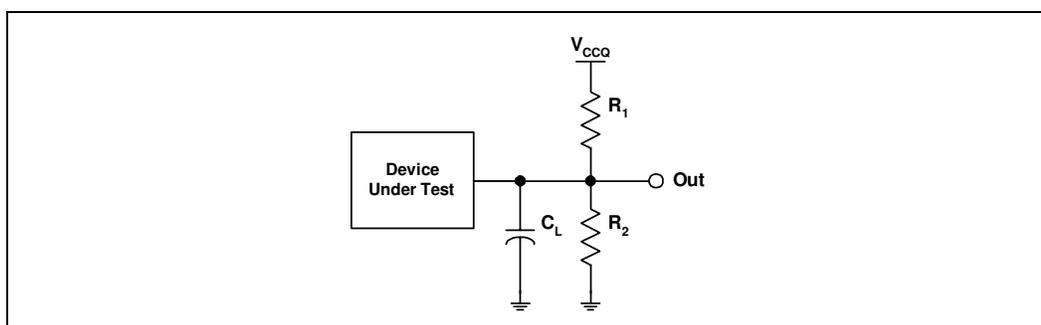 V_CCQ
R_1
Device
Under Test
Out
C_L
R_2